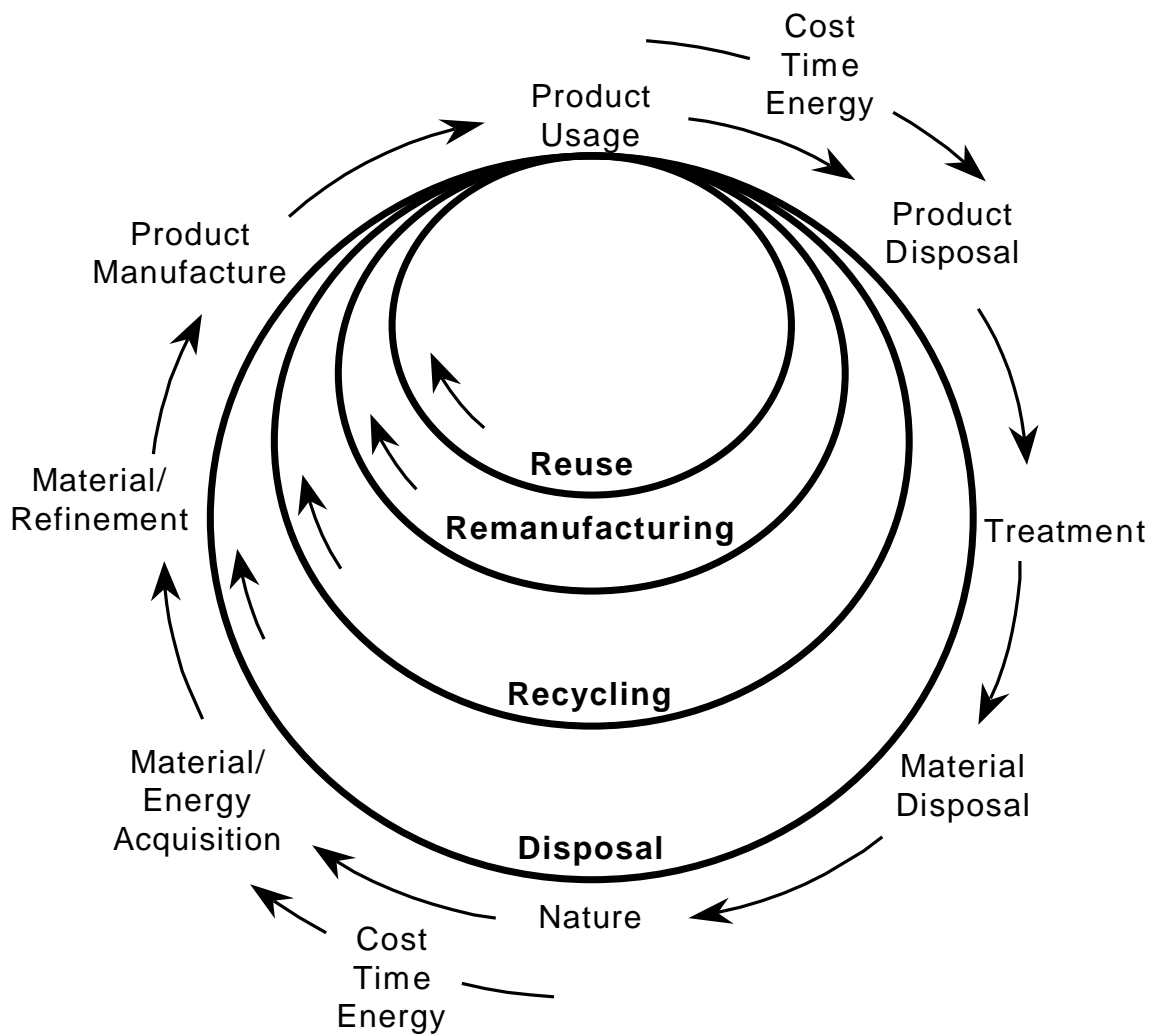 Cost
Time
Energy
Product
Usage
Product
Disposal
Product
Manufacture
Reuse
Material/
Refinement
Remanufacturing
Treatment
Recycling
Material/
Energy
Acquisition
Material
Disposal
Disposal
Nature
Cost
Time
Energy